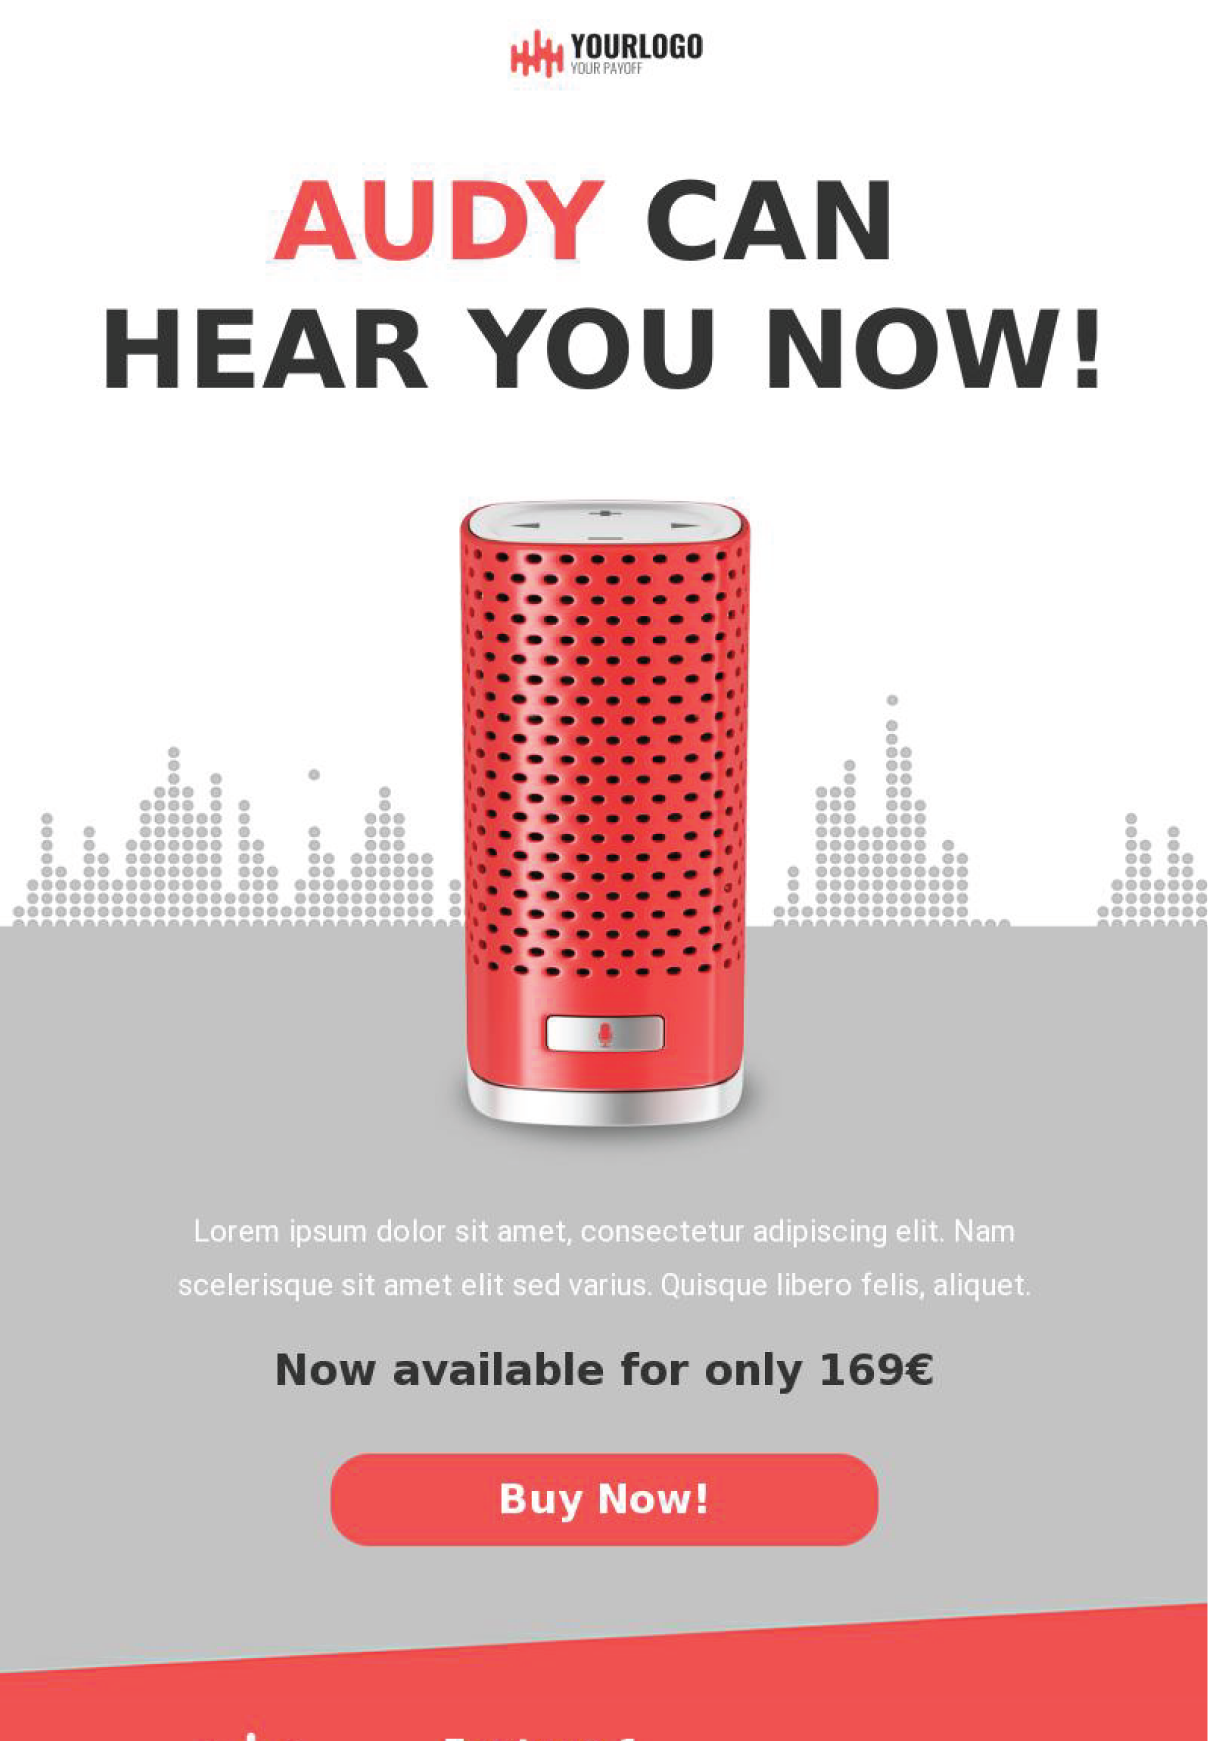 YOURLOGO
YOUR PAYOFF
AUDY CAN
HEAR YOU NOW!
Lorem ipsum dolor sit amet, consectetur adipiscing elit. Nam
scelerisque sit amet elit sed varius. Quisque libero felis, aliquet.
Now available for only 169€
Buy Now!